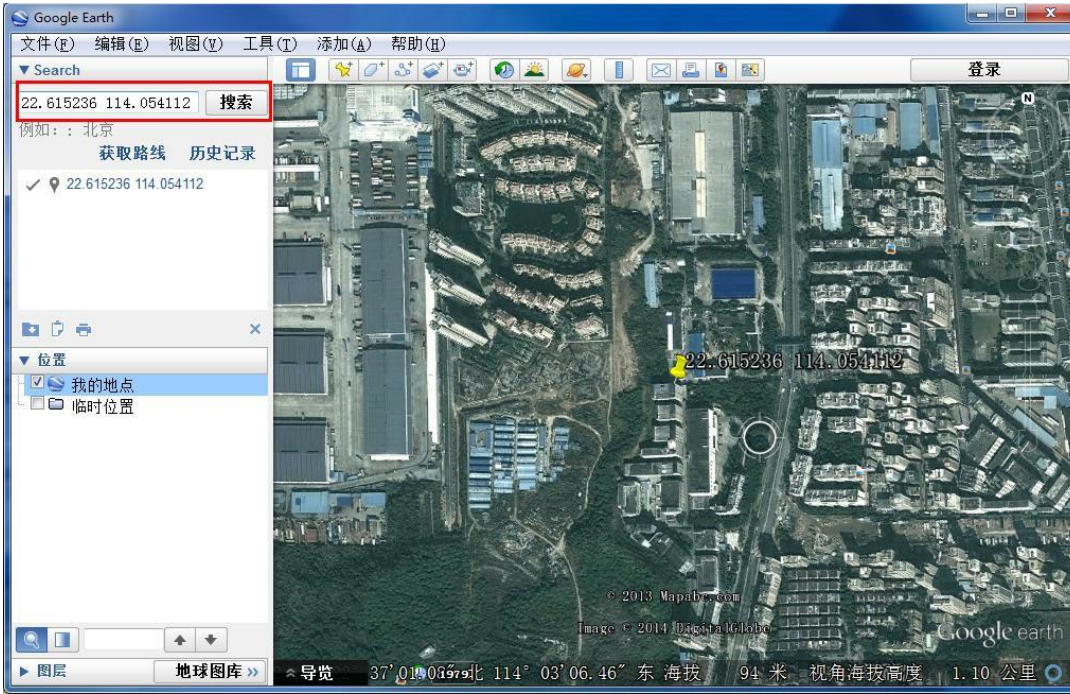 Google Earth
文件(F) 编辑(E) 视图(V) 工具(T) 添加(A) 帮助(H)
▼ Search
登录
22.615236 114.054112 搜索
例如：: 北京
获取路线 历史记录
22.615236 114.054112
N
22.615236 114.054112
▼ 位置
我的地点
临时位置
© 2013 Mapabc.com
Image © 2014 DigitalGlobe
Google earth
▶ 图层 地球图库 »
导览 1979 北 114° 03'06.46" 东 海拔 94 米 视角海拔高度 1.10 公里